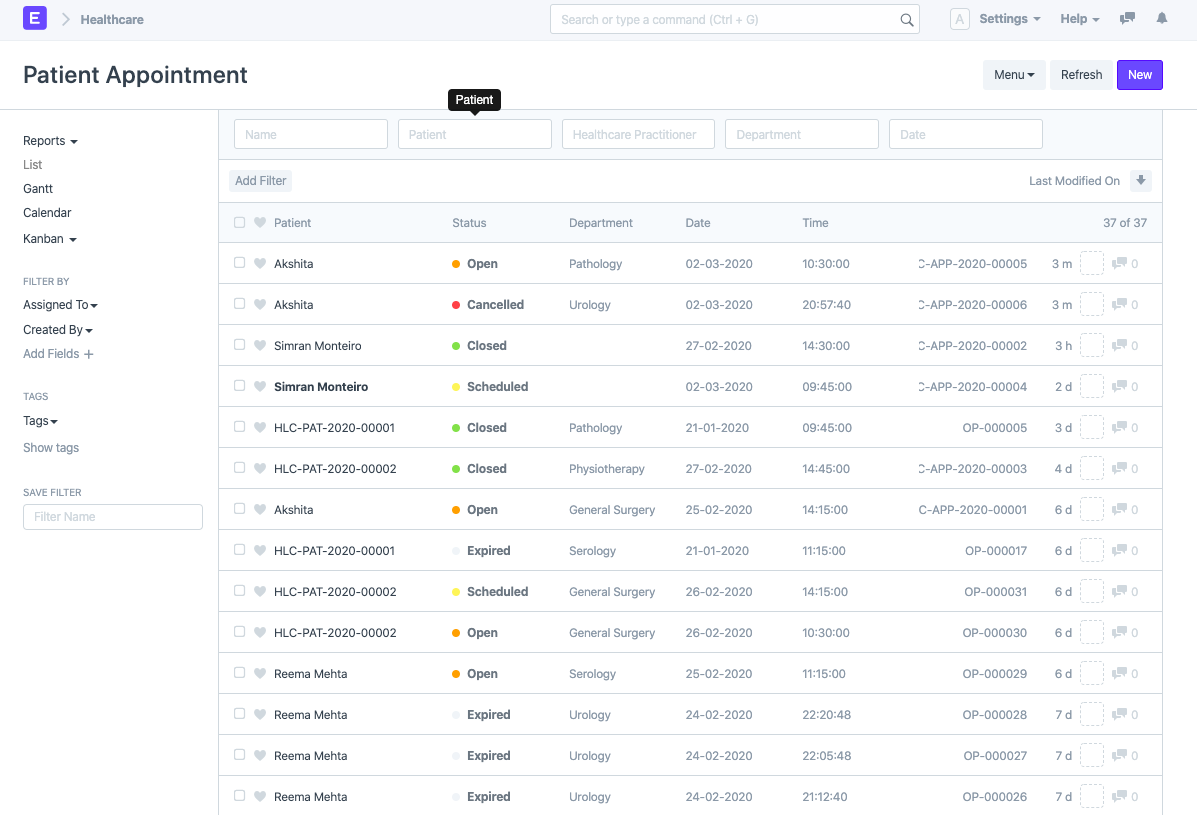 E Healthcare Search or type a command (Ctrl + G) A Settings Help
Patient Appointment Menu Refresh New
Patient
Name Patient Healthcare Practitioner Department Date
Reports
List
Gantt
Calendar
Kanban
FILTER BY
Assigned To
Created By
Add Fields
TAGS
Tags
Show tags
SAVE FILTER
Filter Name
Add Filter Last Modified On
Patient Status Department Date Time 37 of 37
Akshita Open Pathology 02-03-2020 10:30:00 C-APP-2020-00005 3 m 0
Akshita Cancelled Urology 02-03-2020 20:57:40 C-APP-2020-00006 3 m 0
Simran Monteiro Closed 27-02-2020 14:30:00 C-APP-2020-00002 3 h 0
Simran Monteiro Scheduled 02-03-2020 09:45:00 C-APP-2020-00004 2 d 0
HLC-PAT-2020-00001 Closed Pathology 21-01-2020 09:45:00 OP-000005 3 d 0
HLC-PAT-2020-00002 Closed Physiotherapy 27-02-2020 14:45:00 C-APP-2020-00003 4 d 0
Akshita Open General Surgery 25-02-2020 14:15:00 C-APP-2020-00001 6 d 0
HLC-PAT-2020-00001 Expired Serology 21-01-2020 11:15:00 OP-000017 6 d 0
HLC-PAT-2020-00002 Scheduled General Surgery 26-02-2020 14:15:00 OP-000031 6 d 0
HLC-PAT-2020-00002 Open General Surgery 26-02-2020 10:30:00 OP-000030 6 d 0
Reema Mehta Open Serology 25-02-2020 11:15:00 OP-000029 6 d 0
Reema Mehta Expired Urology 24-02-2020 22:20:48 OP-000028 7 d 0
Reema Mehta Expired Urology 24-02-2020 22:05:48 OP-000027 7 d 0
Reema Mehta Expired Urology 24-02-2020 21:12:40 OP-000026 7 d 0